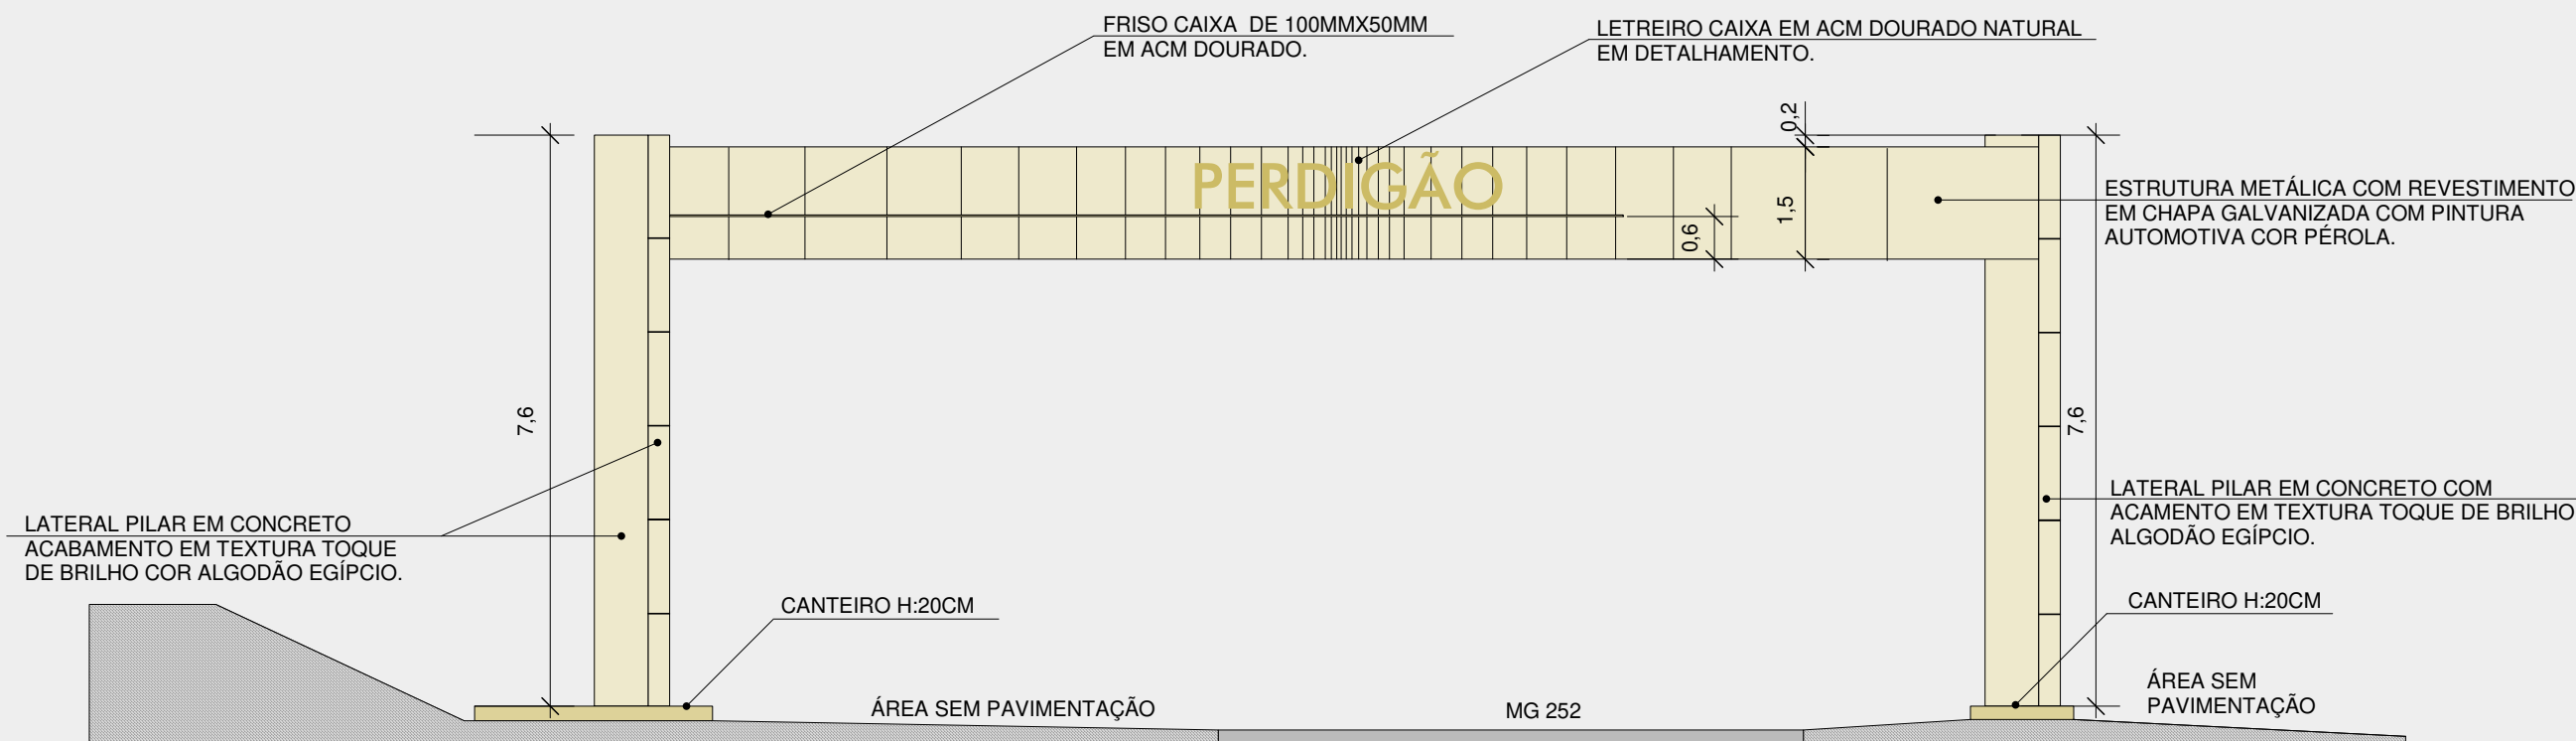 FRISO CAIXA DE 100MMX50MM
EM ACM DOURADO.
LETREIRO CAIXA EM ACM DOURADO NATURAL
EM DETALHAMENTO.
0,2
PERDIGÃO
1,5
0,6
ESTRUTURA METÁLICA COM REVESTIMENTO
EM CHAPA GALVANIZADA COM PINTURA
AUTOMOTIVA COR PÉROLA.
7,6
7,6
LATERAL PILAR EM CONCRETO
ACABAMENTO EM TEXTURA TOQUE
DE BRILHO COR ALGODÃO EGÍPCIO.
LATERAL PILAR EM CONCRETO COM
ACAMENTO EM TEXTURA TOQUE DE BRILHO
ALGODÃO EGÍPCIO.
CANTEIRO H:20CM
CANTEIRO H:20CM
ÁREA SEM PAVIMENTAÇÃO
MG 252
ÁREA SEM
PAVIMENTAÇÃO